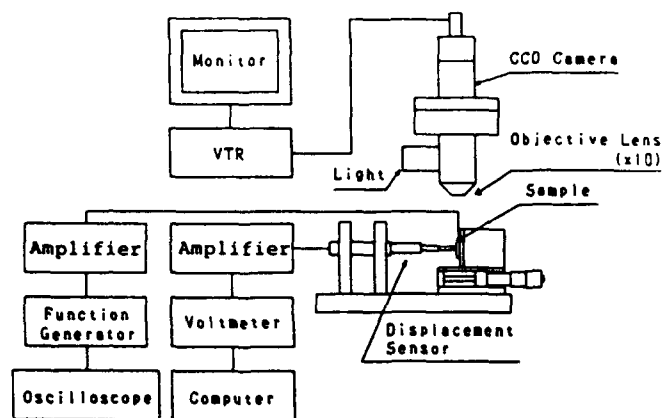 Monitor
CCD Camera
VTR
Objective Lens
(x10)
Light
Sample
Amplifier
Amplifier
Function
Generator
Voltmeter
Displacement
Sensor
Oscilloscope
Computer